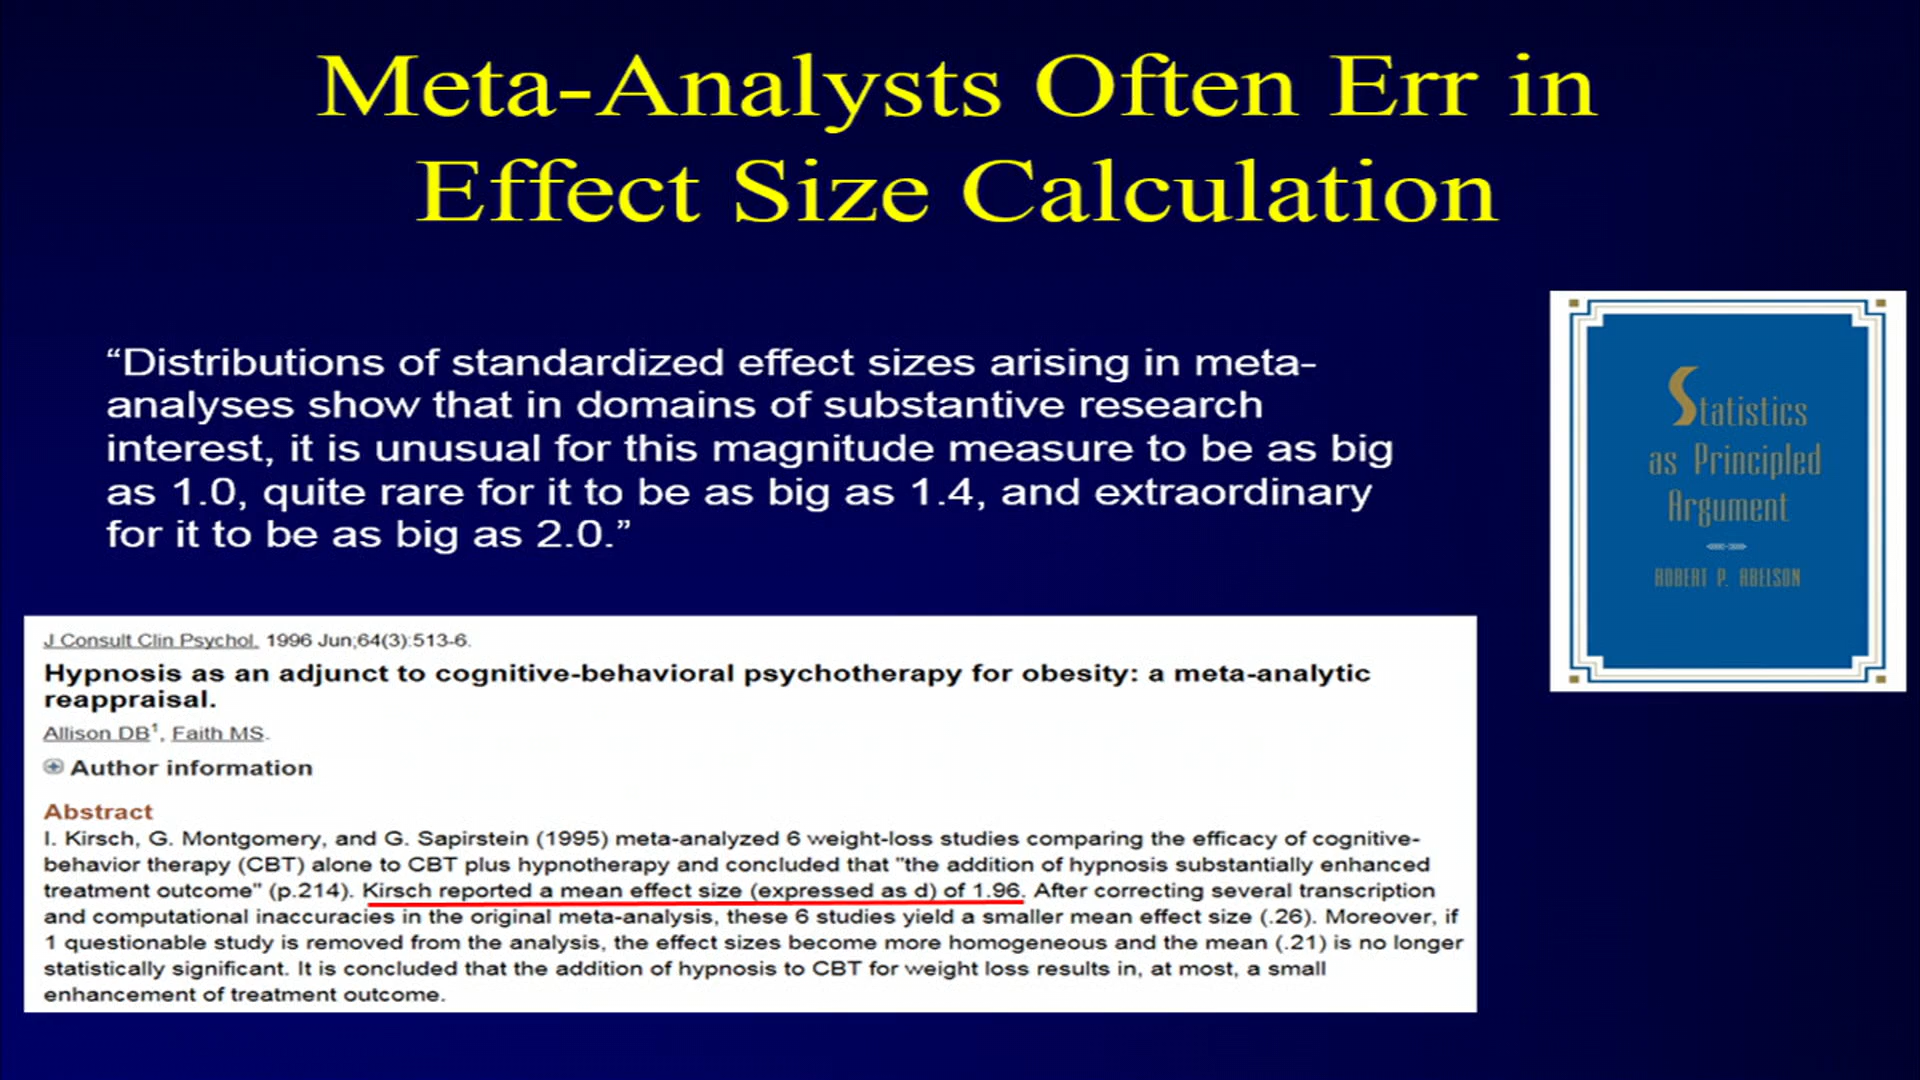 Meta-Analysts Often Err in
Effect Size Calculation
“Distributions of standardized effect sizes arising in meta-
analyses show that in domains of substantive research
interest, it is unusual for this magnitude measure to be as big
as 1.0, quite rare for it to be as big as 1.4, and extraordinary
for it to be as big as 2.0.”
Statistics
as Principled
Argument
ROBERT P. ABELSON
J Consult Clin Psychol. 1996 Jun;64(3):513-6.
Hypnosis as an adjunct to cognitive-behavioral psychotherapy for obesity: a meta-analytic
reappraisal.
Allison DB1, Faith MS.
Author information
Abstract
I. Kirsch, G. Montgomery, and G. Sapirstein (1995) meta-analyzed 6 weight-loss studies comparing the efficacy of cognitive-
behavior therapy (CBT) alone to CBT plus hypnotherapy and concluded that "the addition of hypnosis substantially enhanced
treatment outcome" (p.214). Kirsch reported a mean effect size (expressed as d) of 1.96. After correcting several transcription
and computational inaccuracies in the original meta-analysis, these 6 studies yield a smaller mean effect size (.26). Moreover, if
1 questionable study is removed from the analysis, the effect sizes become more homogeneous and the mean (.21) is no longer
statistically significant. It is concluded that the addition of hypnosis to CBT for weight loss results in, at most, a small
enhancement of treatment outcome.